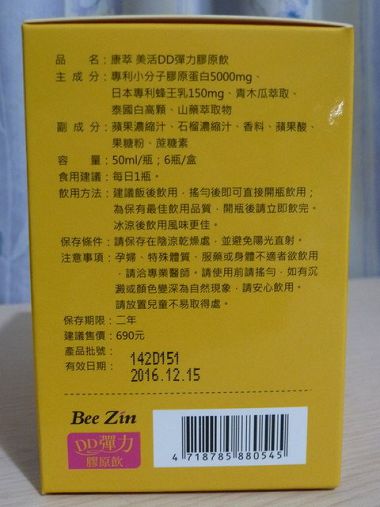 品名：康萃 美活DD彈力膠原飲
主成分：專利小分子膠原蛋白5000mg、
日本專利蜂王乳150mg、青木瓜萃取、
泰國白高顆、山藥萃取物
副成分：蘋果濃縮汁、石榴濃縮汁、香料、蘋果酸、
果糖粉、蔗糖素
容量：50ml/瓶；6瓶/盒
食用建議：每日1瓶。
飲用方法：建議飯後飲用，搖勻後即可直接開瓶飲用；
為保有最佳飲用品質，開瓶後請立即飲完。
冰涼後飲用風味更佳。
保存條件：請保存在陰涼乾燥處，並避免陽光直射。
注意事項：孕婦、特殊體質、服藥或身體不適者欲飲用
，請洽專業醫師。請使用前請搖勻，如有沉
澱或顏色變深為自然現象，請安心飲用。
請放置兒童不易取得處。
保存期限：二年
建議售價：690元
產品批號：142D151
有效日期：2016.12.15
Bee Zin
DD彈力
膠原飲
4 718785 880545